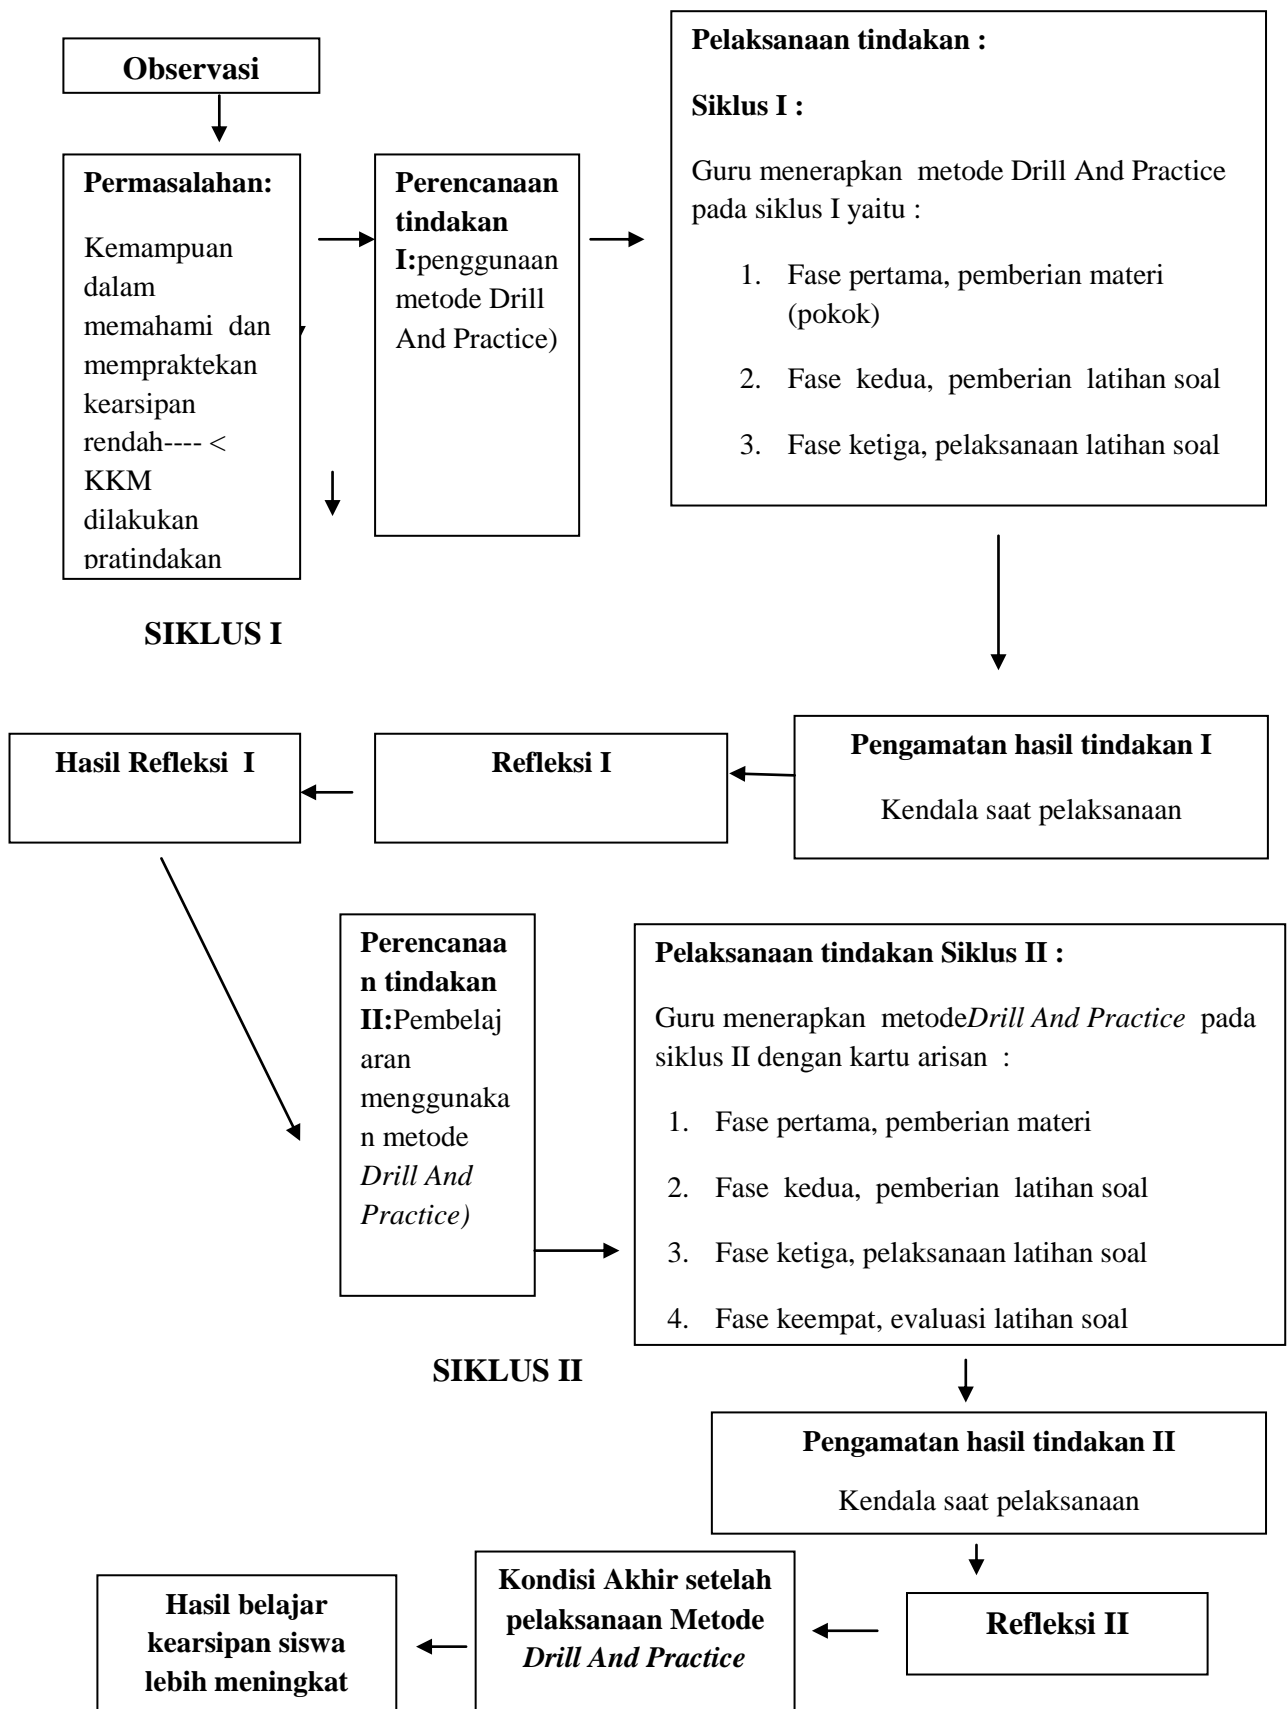 Observasi
Permasalahan:
Kemampuan
dalam
memahami dan
mempraktekan
kearsipan
rendah---- <
KKM
dilakukan
pratindakan
Perencanaan
tindakan
I:penggunaan
metode Drill
And Practice)
Pelaksanaan tindakan :
Siklus I :
Guru menerapkan metode Drill And Practice
pada siklus I yaitu :
1. Fase pertama, pemberian materi
(pokok)
2. Fase kedua, pemberian latihan soal
3. Fase ketiga, pelaksanaan latihan soal
SIKLUS I
Pengamatan hasil tindakan I
Kendala saat pelaksanaan
Refleksi I
Hasil Refleksi I
Perencanaa
n tindakan
II:Pembelaj
aran
menggunaka
n metode
Drill And
Practice)
Pelaksanaan tindakan Siklus II :
Guru menerapkan metodeDrill And Practice pada
siklus II dengan kartu arisan :
1. Fase pertama, pemberian materi
2. Fase kedua, pemberian latihan soal
3. Fase ketiga, pelaksanaan latihan soal
4. Fase keempat, evaluasi latihan soal
SIKLUS II
Pengamatan hasil tindakan II
Kendala saat pelaksanaan
Refleksi II
Kondisi Akhir setelah
pelaksanaan Metode
Drill And Practice
Hasil belajar
kearsipan siswa
lebih meningkat